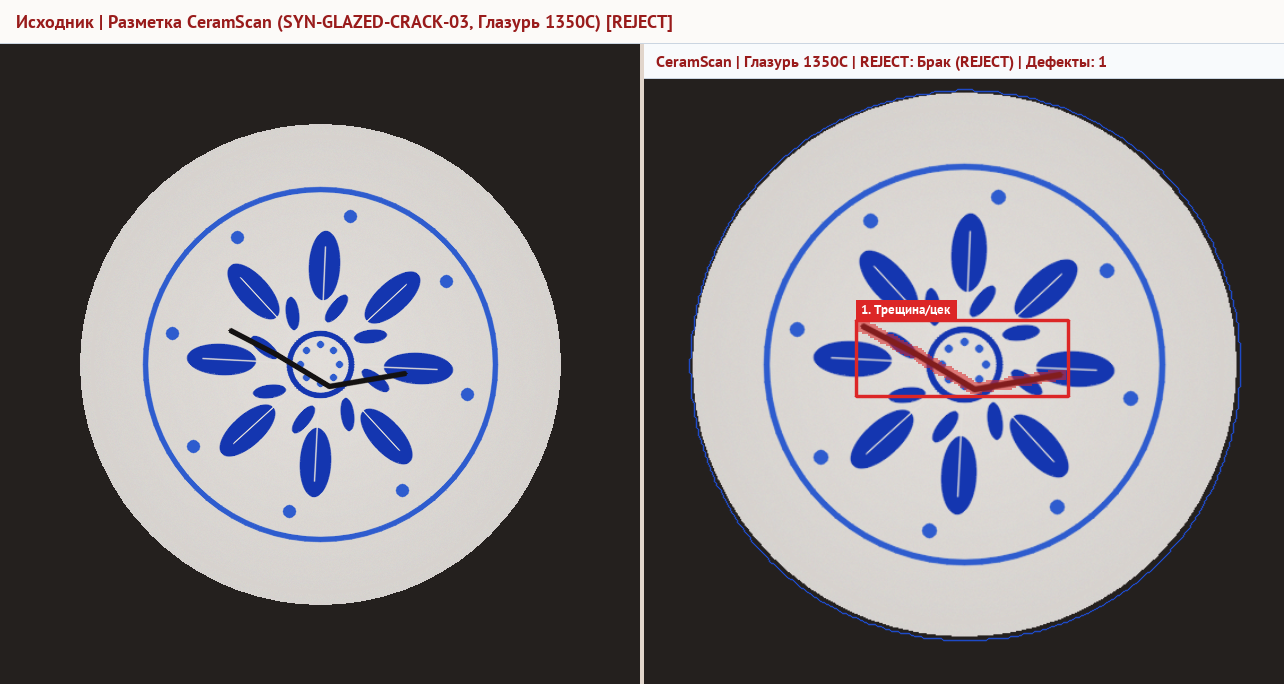 Исходник | Разметка CeramScan (SYN-GLAZED-CRACK-03, Глазурь 1350C) [REJECT]
CeramScan | Глазурь 1350C | REJECT: Брак (REJECT) | Дефекты: 1
1. Трещина/цек